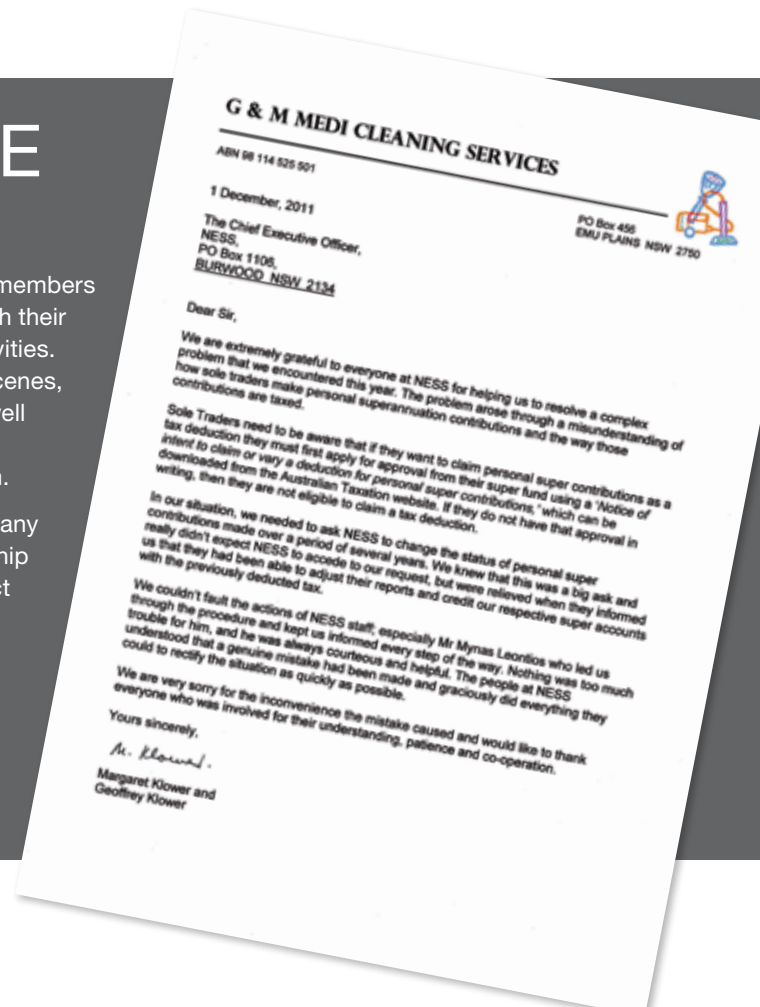 E
members
h their
vities.
cenes,
vell
n.
any
hip
ct
G & M MEDI CLEANING SERVICES
ABN 98 114 525 501
PO Box 456
EMU PLAINS NSW 2750
1 December, 2011
The Chief Executive Officer,
NESS,
PO Box 1106,
BURWOOD NSW 2134
Dear Sir,
We are extremely grateful to everyone at NESS for helping us to resolve a complex
problem that we encountered this year. The problem arose through a misunderstanding of
how sole traders make personal superannuation contributions and the way those
contributions are taxed.
Sole Traders need to be aware that if they want to claim personal super contributions as a
tax deduction they must first apply for approval from their super fund using a 'Notice of
intent to claim or vary a deduction for personal super contributions,' which can be
downloaded from the Australian Taxation website. If they do not have that approval in
writing, then they are not eligible to claim a tax deduction.
In our situation, we needed to ask NESS to change the status of personal super
contributions made over a period of several years. We knew that this was a big ask and
really didn't expect NESS to accede to our request, but were relieved when they informed
us that they had been able to adjust their reports and credit our respective super accounts
with the previously deducted tax.
We couldn't fault the actions of NESS staff; especially Mr Mynas Leontios who led us
through the procedure and kept us informed every step of the way. Nothing was too much
trouble for him, and he was always courteous and helpful. The people at NESS
understood that a genuine mistake had been made and graciously did everything they
could to rectify the situation as quickly as possible.
We are very sorry for the inconvenience the mistake caused and would like to thank
everyone who was involved for their understanding, patience and co-operation.
Yours sincerely,
M. Klower.
Margaret Klower and
Geoffrey Klower